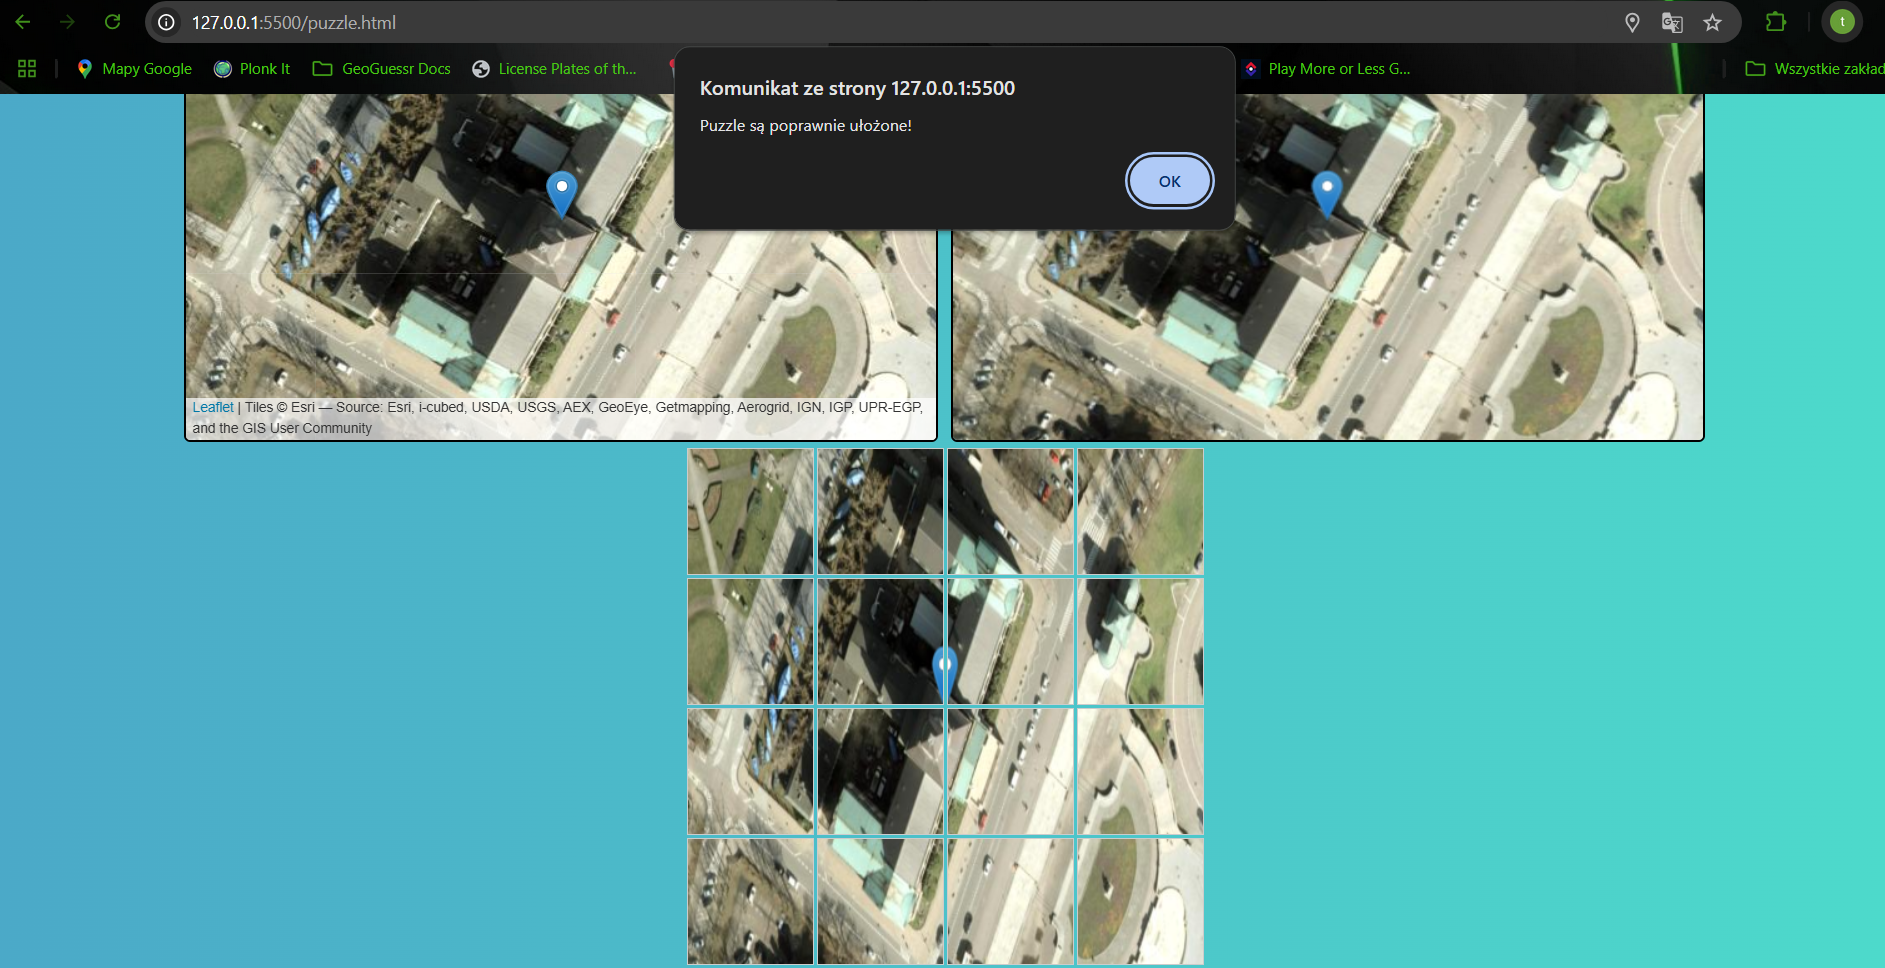 127.0.0.1:5500/puzzle.html
t
Mapy Google
Plonk It
GeoGuessr Docs
License Plates of th...
Play More or Less G...
Wszystkie zakład
Komunikat ze strony 127.0.0.1:5500
Puzzle są poprawnie ułożone!
OK
Leaflet | Tiles © Esri — Source: Esri, i-cubed, USDA, USGS, AEX, GeoEye, Getmapping, Aerogrid, IGN, IGP, UPR-EGP,
and the GIS User Community